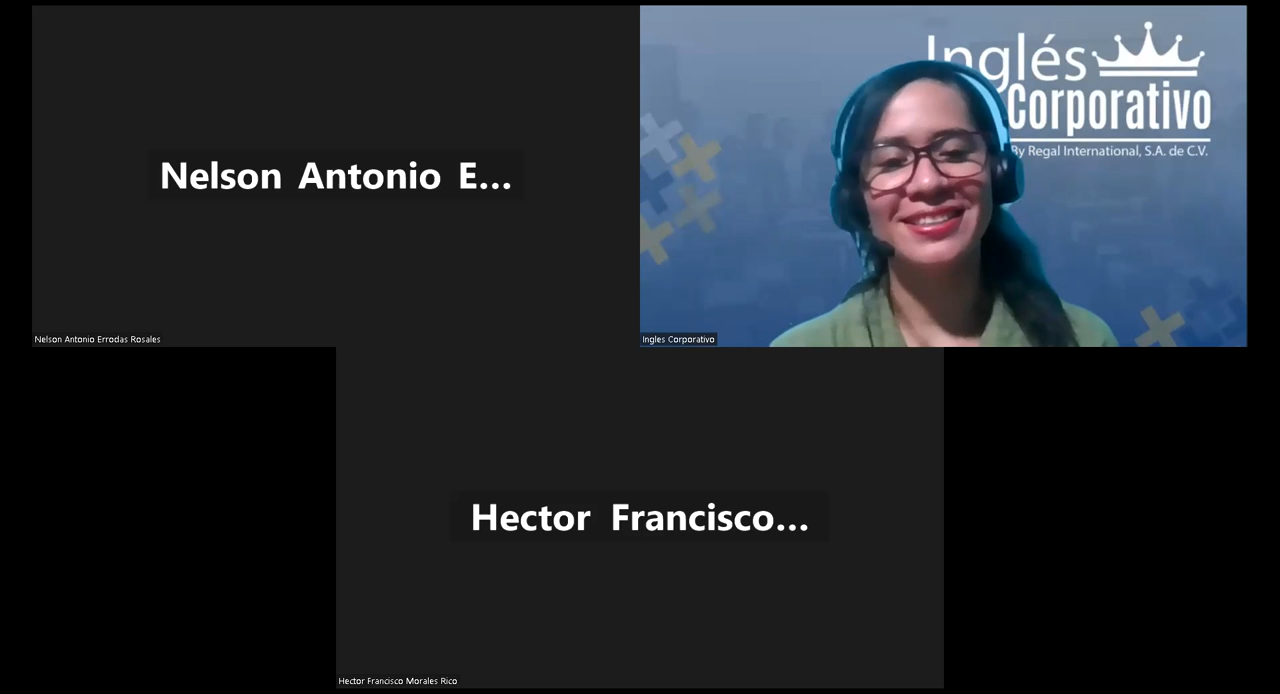 Nelson Antonio E...
Nelson Antonio Errodas Rosales
Inglés
Corporativo
By Regal International, S.A. de C.V.
Ingles Corporativo
Hector Francisco...
Hector Francisco Morales Rico